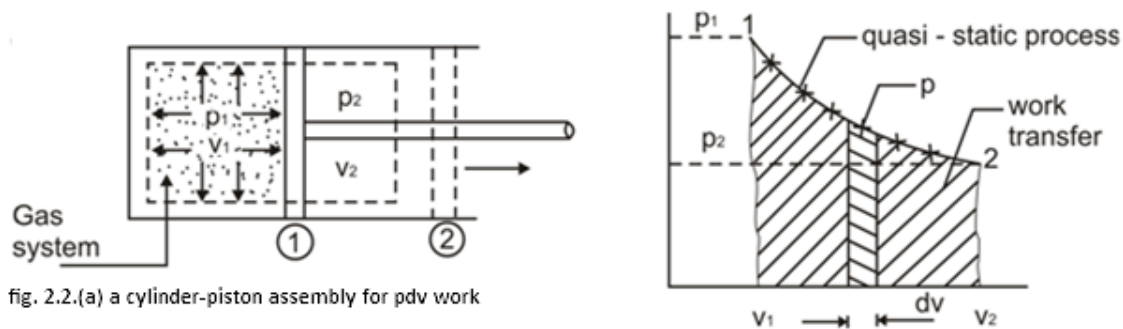 p₁
v₁
p₂
v₂
Gas
system
1
2
fig. 2.2.(a) a cylinder-piston assembly for pdv work
p₁
1
quasi - static process
p
work
transfer
p₂
2
v₁
dv
v₂